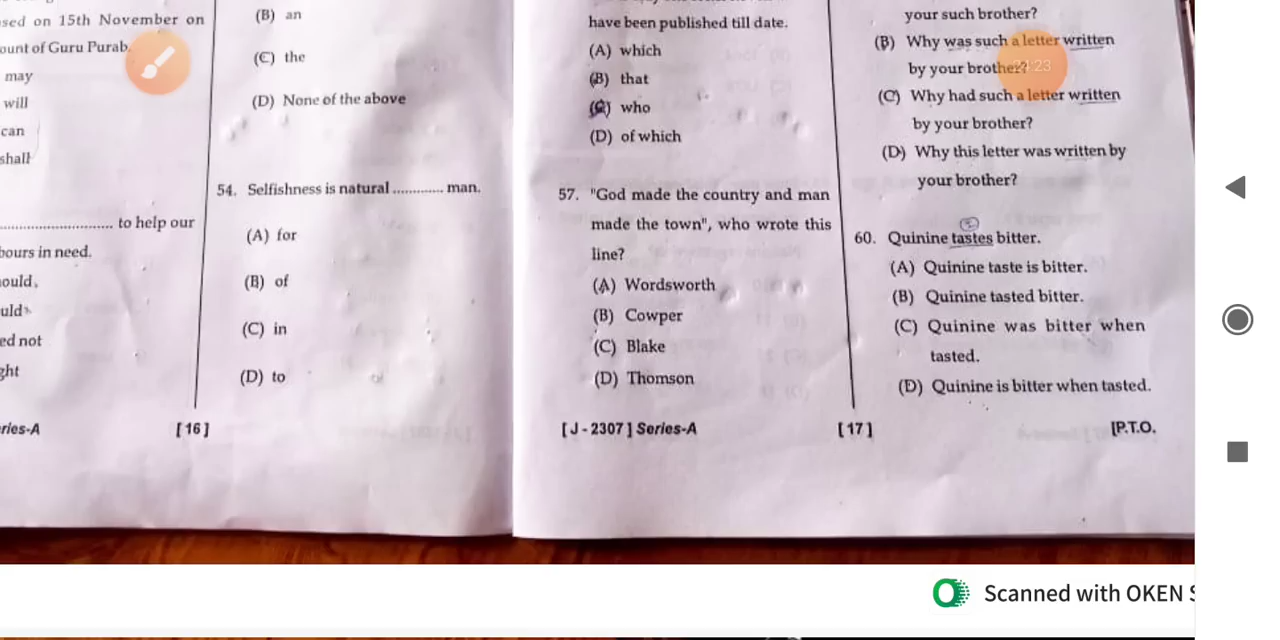 sed on 15th November on
ount of Guru Purab.
may
will
can
shall
............................ to help our
bours in need.
ould,
uld
ed not
ght
ries-A
[ 16 ]
(B) an
(C) the
(D) None of the above
54. Selfishness is natural ............. man.
(A) for
(B) of
(C) in
(D) to
have been published till date.
(A) which
(B) that
(C) who
(D) of which
57. "God made the country and man
made the town", who wrote this
line?
(A) Wordsworth
(B) Cowper
(C) Blake
(D) Thomson
[ J - 2307 ] Series-A
[ 17 ]
your such brother?
(B) Why was such a letter written
by your brother?
(C) Why had such a letter written
by your brother?
(D) Why this letter was written by
your brother?
60. Quinine tastes bitter.
(A) Quinine taste is bitter.
(B) Quinine tasted bitter.
(C) Quinine was bitter when
tasted.
(D) Quinine is bitter when tasted.
[P.T.O.
Scanned with OKEN S